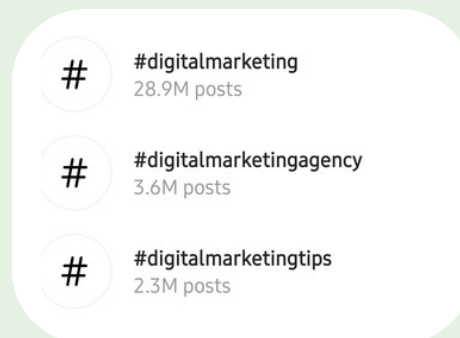 # #digitalmarketing
28.9M posts
# #digitalmarketingagency
3.6M posts
# #digitalmarketingtips
2.3M posts